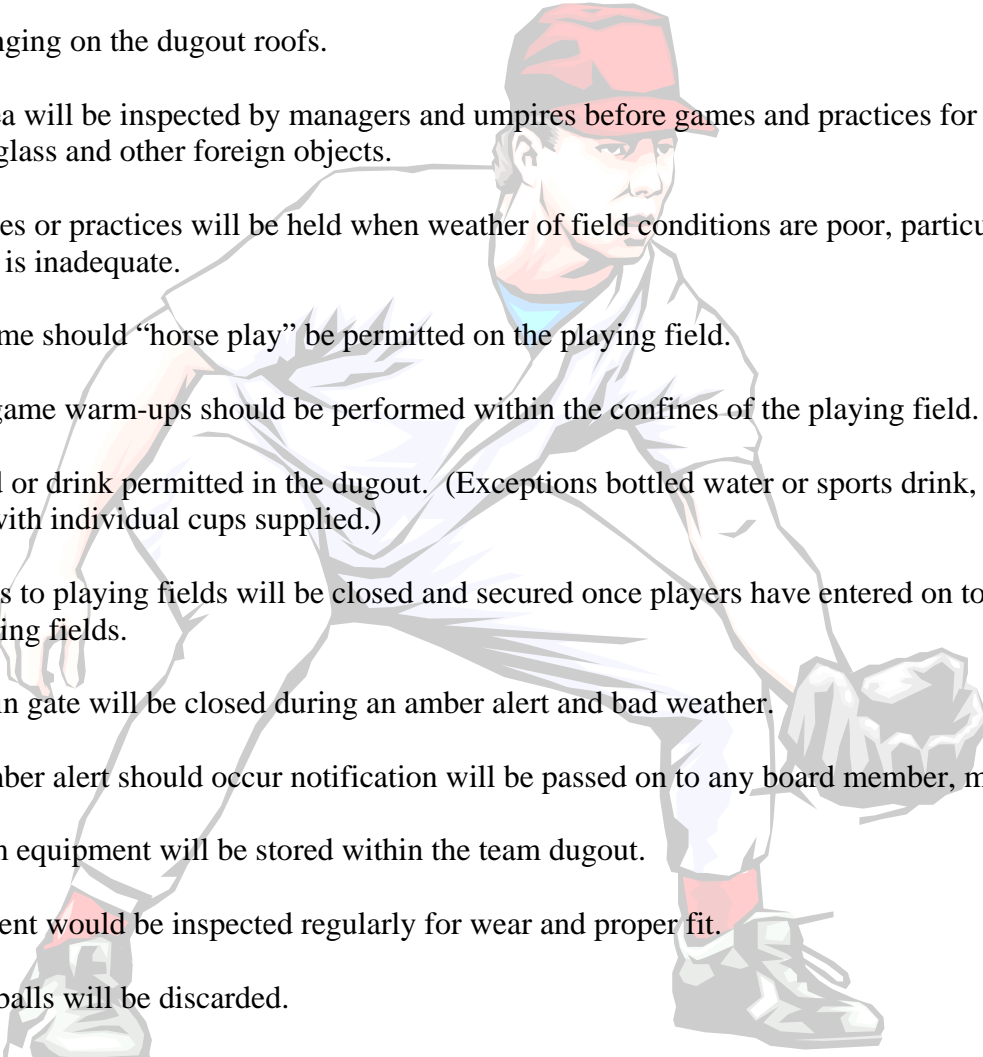 nging on the dugout roofs.
ea will be inspected by managers and umpires before games and practices for
glass and other foreign objects.
es or practices will be held when weather of field conditions are poor, particu
is inadequate.
me should “horse play” be permitted on the playing field.
game warm-ups should be performed within the confines of the playing field.
d or drink permitted in the dugout. (Exceptions bottled water or sports drink,
with individual cups supplied.)
s to playing fields will be closed and secured once players have entered on to
ing fields.
in gate will be closed during an amber alert and bad weather.
mber alert should occur notification will be passed on to any board member, m
m equipment will be stored within the team dugout.
ent would be inspected regularly for wear and proper fit.
balls will be discarded.